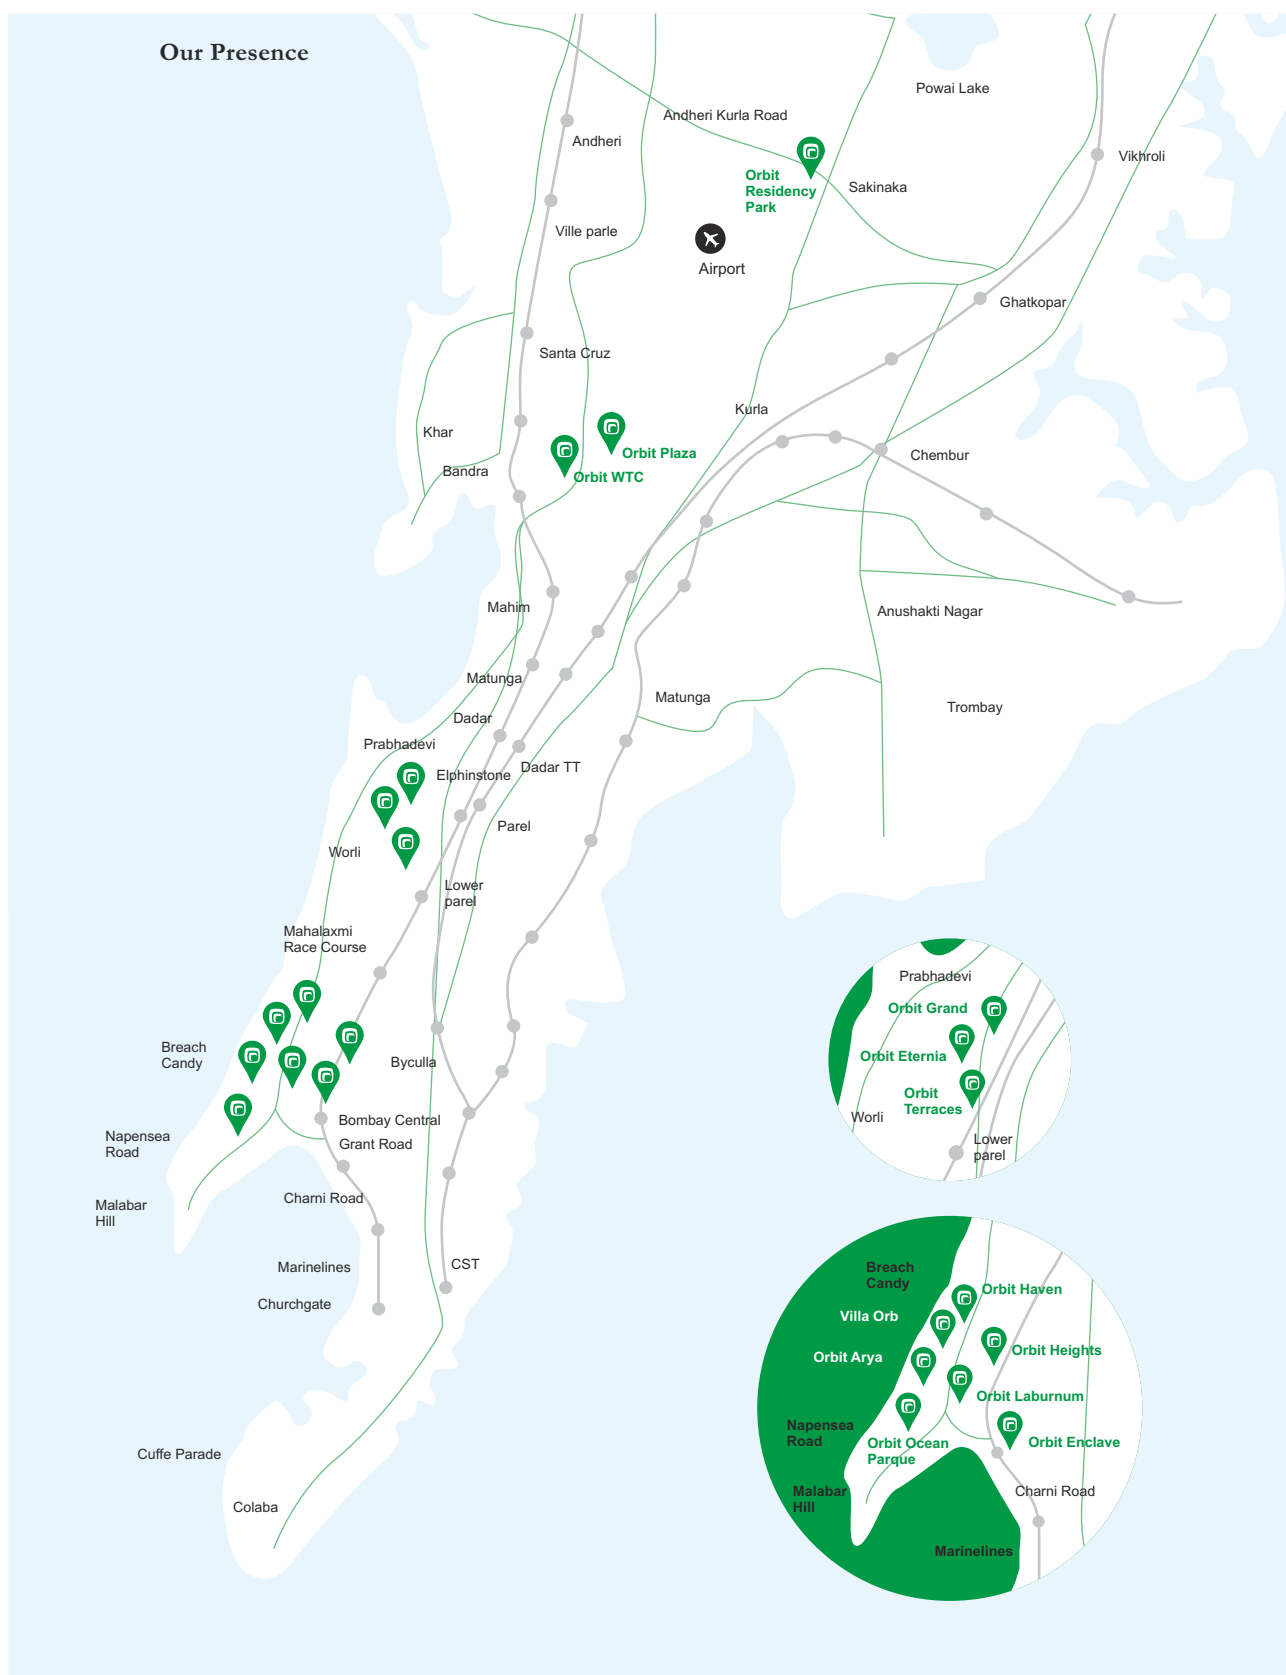 Our Presence
Powai Lake
Andheri Kurla Road
Andheri
Vikhroli
Orbit
Residency
Park
Sakinaka
Ville parle
Airport
Ghatkopar
Santa Cruz
Kurla
Khar
Orbit Plaza
Chembur
Bandra
Orbit WTC
Mahim
Anushakti Nagar
Matunga
Matunga
Trombay
Dadar
Prabhadevi
Elphinstone
Dadar TT
Parel
Worli
Lower
parel
Mahalaxmi
Race Course
Breach
Candy
Byculla
Bombay Central
Napensea
Road
Grant Road
Malabar
Hill
Charni Road
CST
Marinelines
Churchgate
Cuffe Parade
Colaba
Prabhadevi
Orbit Grand
Orbit Eternia
Orbit
Terraces
Worli
Lower
parel
Breach
Candy
Orbit Haven
Villa Orb
Orbit Heights
Orbit Arya
Orbit Laburnum
Napensea
Road
Orbit Ocean
Parque
Orbit Enclave
Malabar
Hill
Charni Road
Marinelines